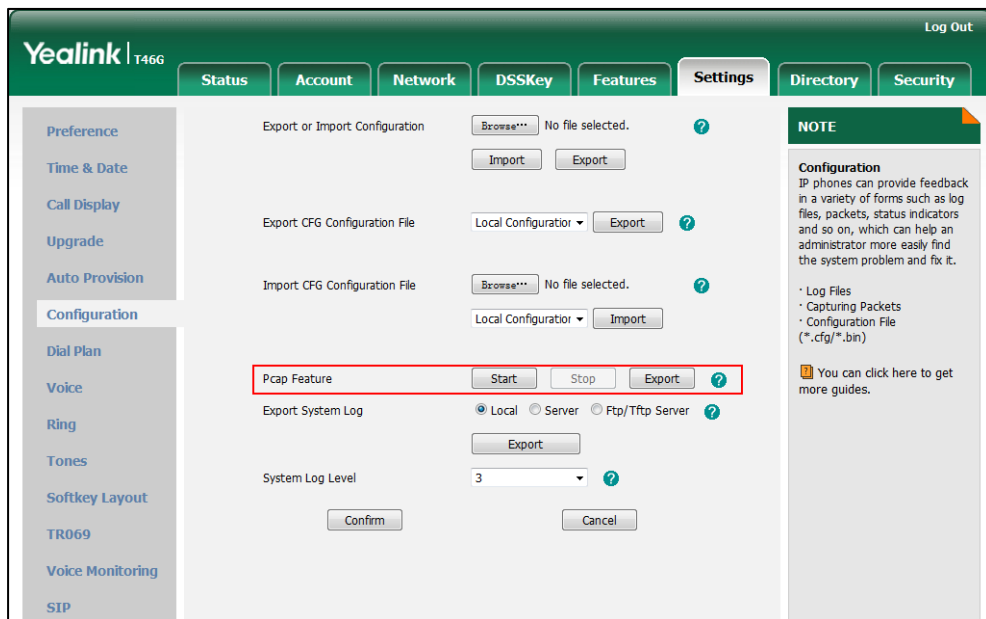 Log Out
Yealink T46G
Status Account Network DSSKey Features Settings Directory Security
Preference
Time & Date
Call Display
Upgrade
Auto Provision
Configuration
Dial Plan
Voice
Ring
Tones
Softkey Layout
TR069
Voice Monitoring
SIP
Export or Import Configuration Browse... No file selected. ?
Import Export
Export CFG Configuration File Local Configuration Export ?
Import CFG Configuration File Browse... No file selected. ?
Local Configuration Import
Pcap Feature Start Stop Export ?
Export System Log Local Server Ftp/Tftp Server ?
Export
System Log Level 3 ?
Confirm Cancel
NOTE
Configuration
IP phones can provide feedback
in a variety of forms such as log
files, packets, status indicators
and so on, which can help an
administrator more easily find
the system problem and fix it.
· Log Files
· Capturing Packets
· Configuration File
(*.cfg/*.bin)
? You can click here to get
more guides.